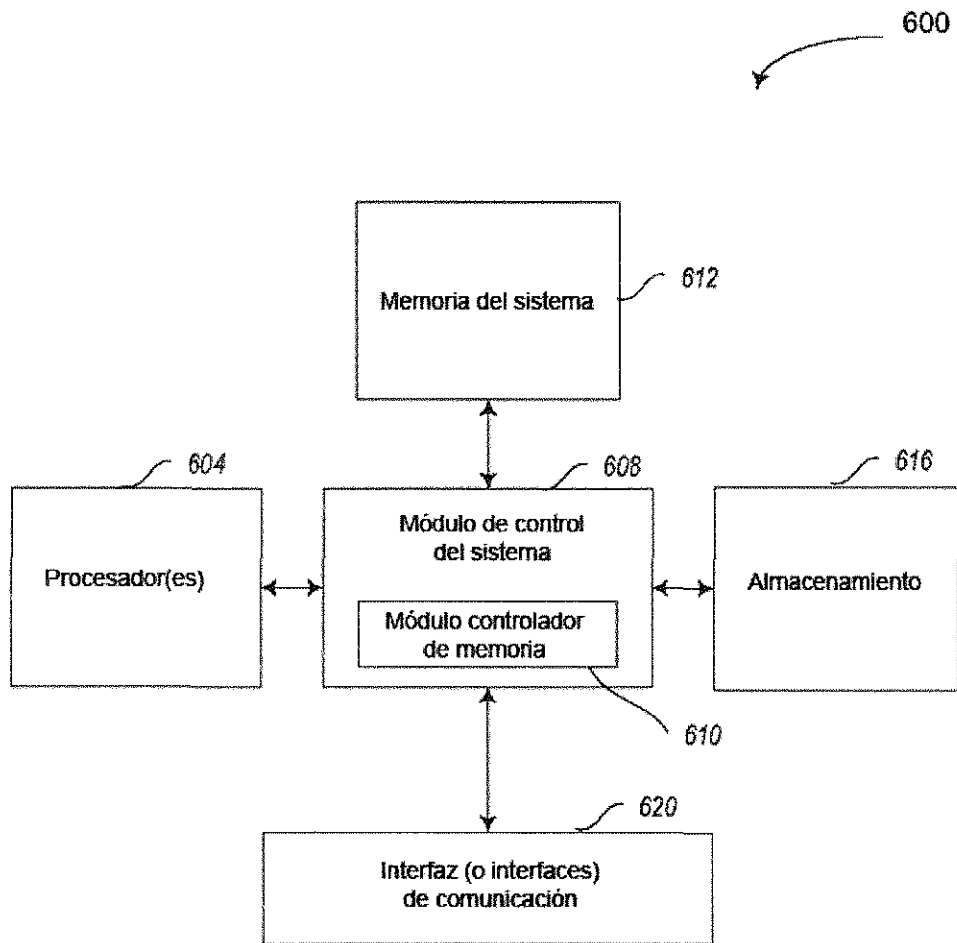 600
Memoria del sistema
612
604
608
616
Módulo de control
del sistema
Procesador(es)
Almacenamiento
Módulo controlador
de memoria
610
620
Interfaz (o interfaces)
de comunicación